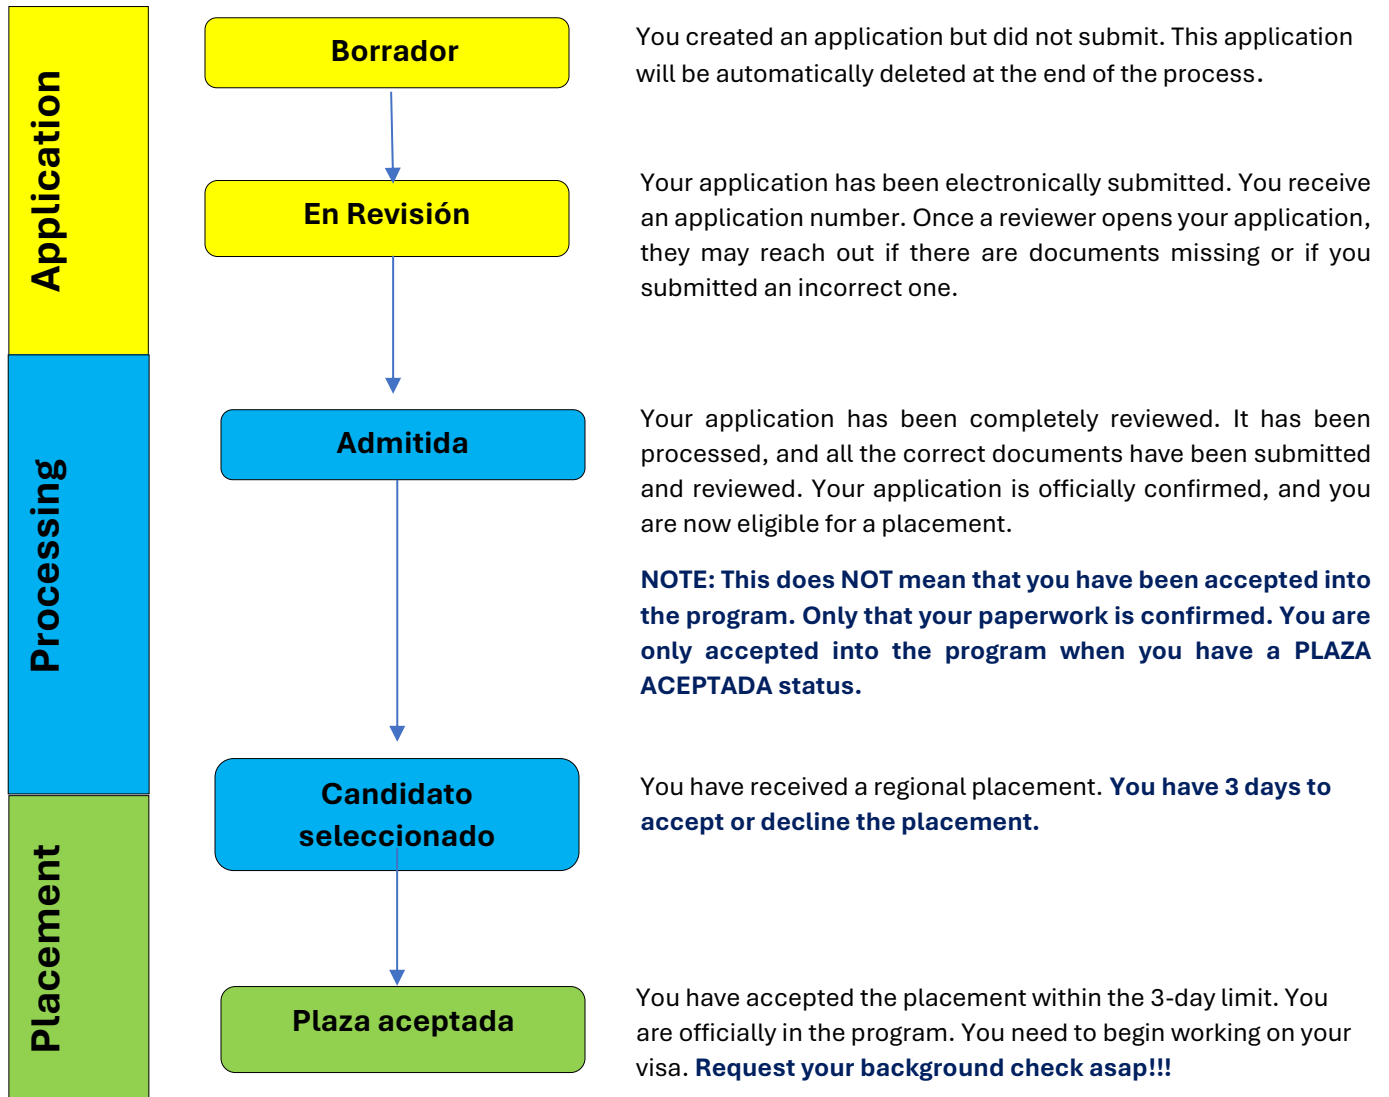 Application
Borrador
You created an application but did not submit. This application
will be automatically deleted at the end of the process.
En Revisión
Your application has been electronically submitted. You receive
an application number. Once a reviewer opens your application,
they may reach out if there are documents missing or if you
submitted an incorrect one.
Processing
Admitida
Your application has been completely reviewed. It has been
processed, and all the correct documents have been submitted
and reviewed. Your application is officially confirmed, and you
are now eligible for a placement.
NOTE: This does NOT mean that you have been accepted into
the program. Only that your paperwork is confirmed. You are
only accepted into the program when you have a PLAZA
ACEPTADA status.
Candidato
seleccionado
You have received a regional placement. You have 3 days to
accept or decline the placement.
Placement
Plaza aceptada
You have accepted the placement within the 3-day limit. You
are officially in the program. You need to begin working on your
visa. Request your background check asap!!!